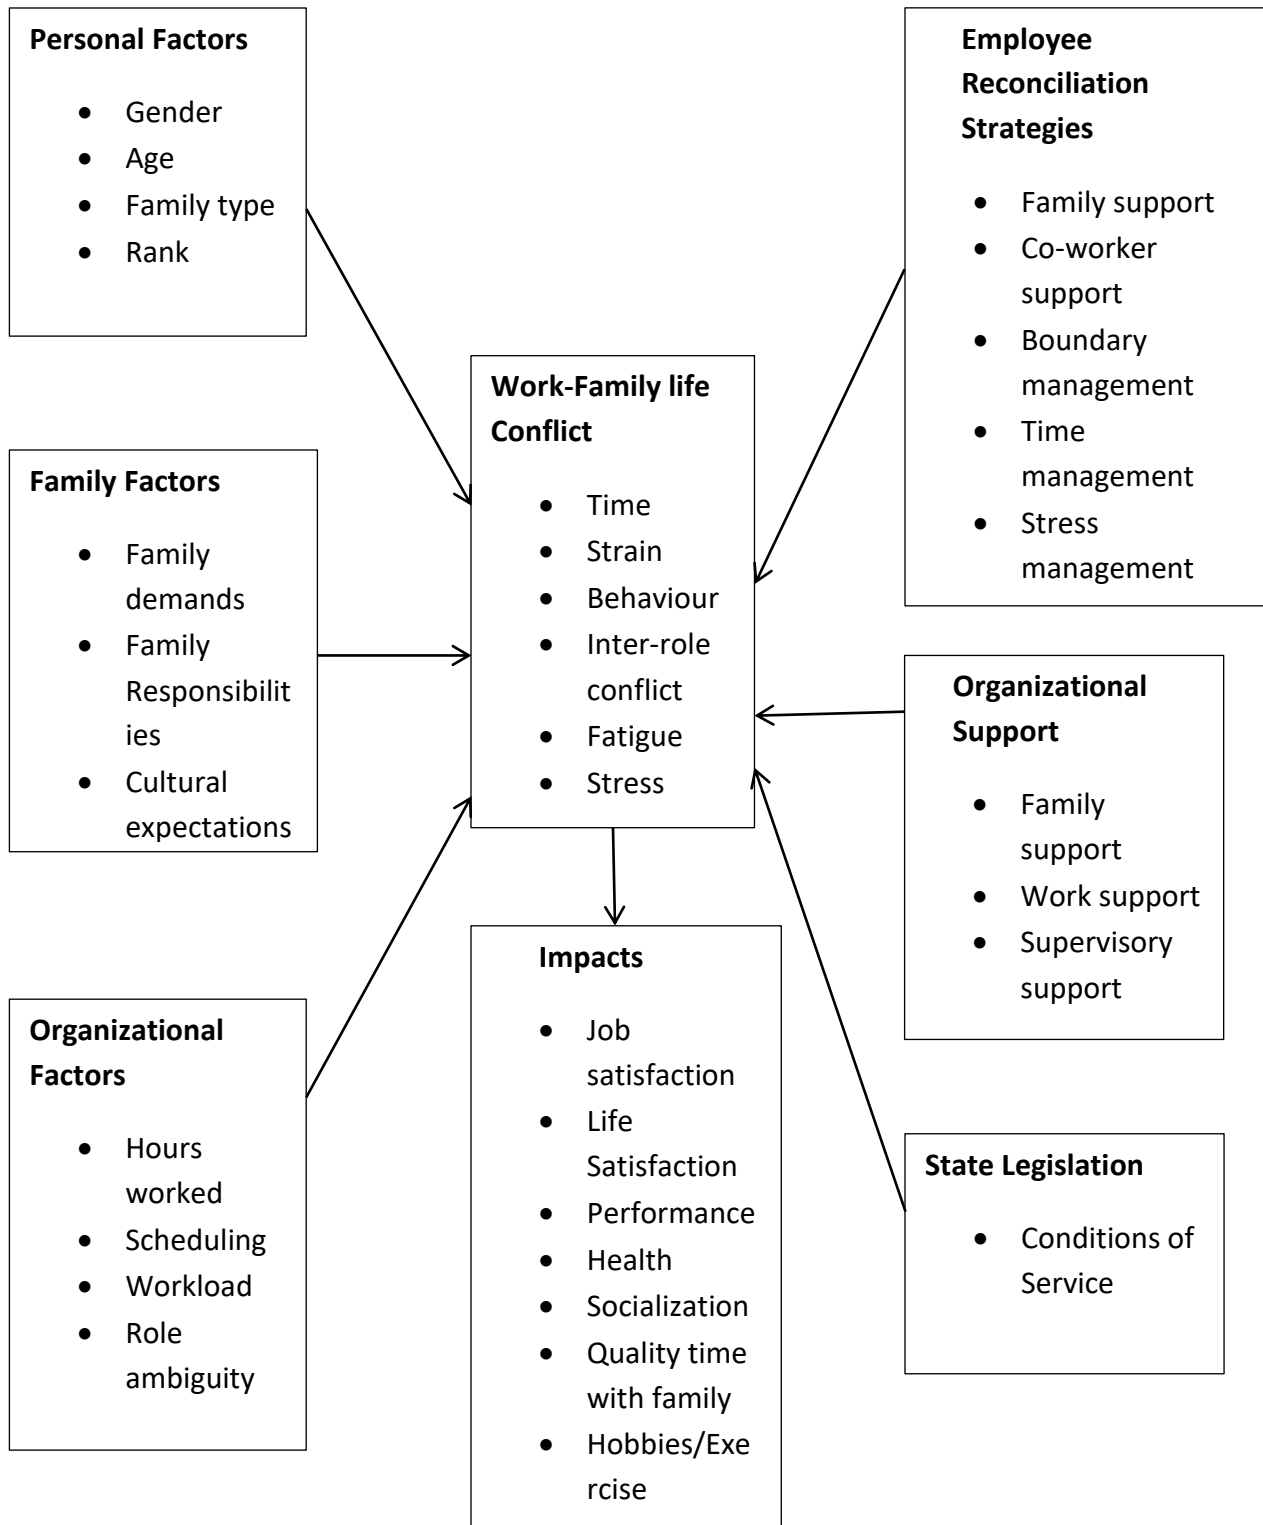 Personal Factors
• Gender
• Age
• Family type
• Rank
Family Factors
• Family
demands
• Family
Responsibilit
ies
• Cultural
expectations
Organizational
Factors
• Hours
worked
• Scheduling
• Workload
• Role
ambiguity
Work-Family life
Conflict
• Time
• Strain
• Behaviour
• Inter-role
conflict
• Fatigue
• Stress
Impacts
• Job
satisfaction
• Life
Satisfaction
• Performance
• Health
• Socialization
• Quality time
with family
• Hobbies/Exe
rcise
Employee
Reconciliation
Strategies
• Family support
• Co-worker
support
• Boundary
management
• Time
management
• Stress
management
Organizational
Support
• Family
support
• Work support
• Supervisory
support
State Legislation
• Conditions of
Service